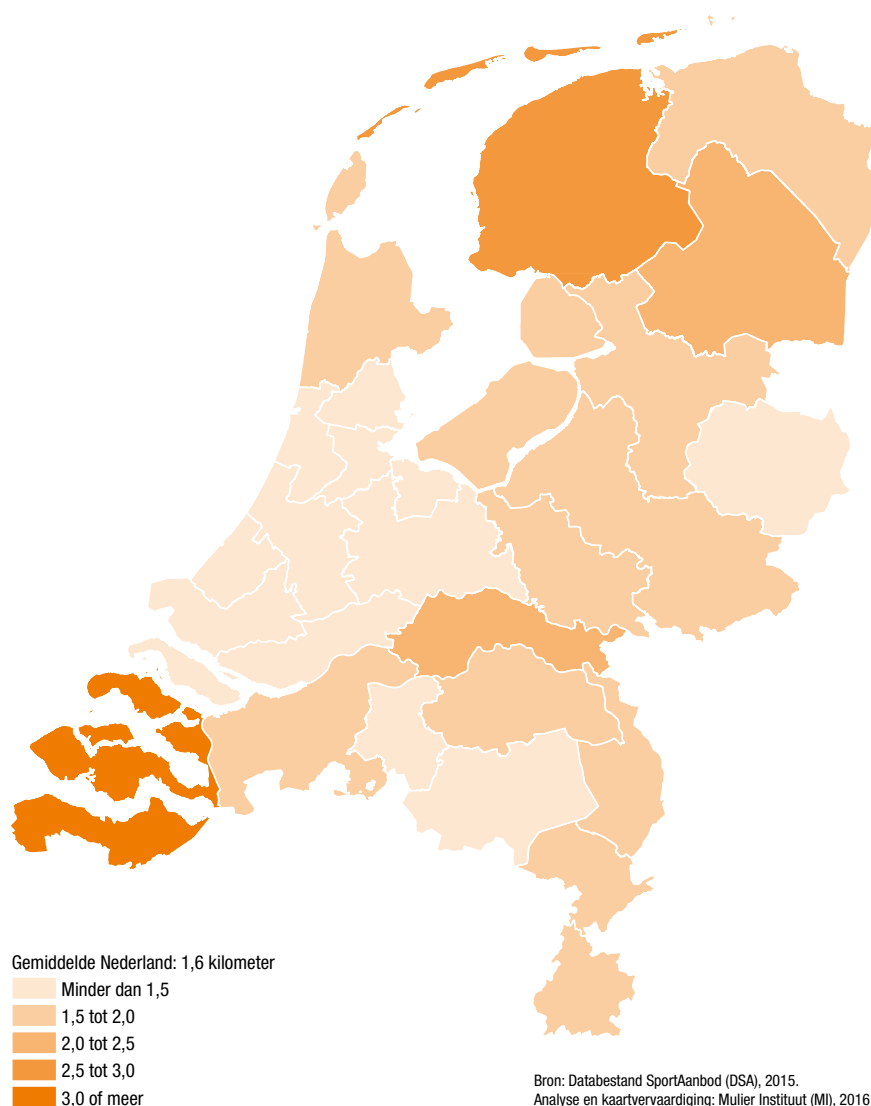 Gemiddelde Nederland: 1,6 kilometer
Minder dan 1,5
1,5 tot 2,0
2,0 tot 2,5
2,5 tot 3,0
3,0 of meer
Bron: Databestand SportAanbod (DSA), 2015.
Analyse en kaartvervaardiging: Mulier Instituut (MI), 2016